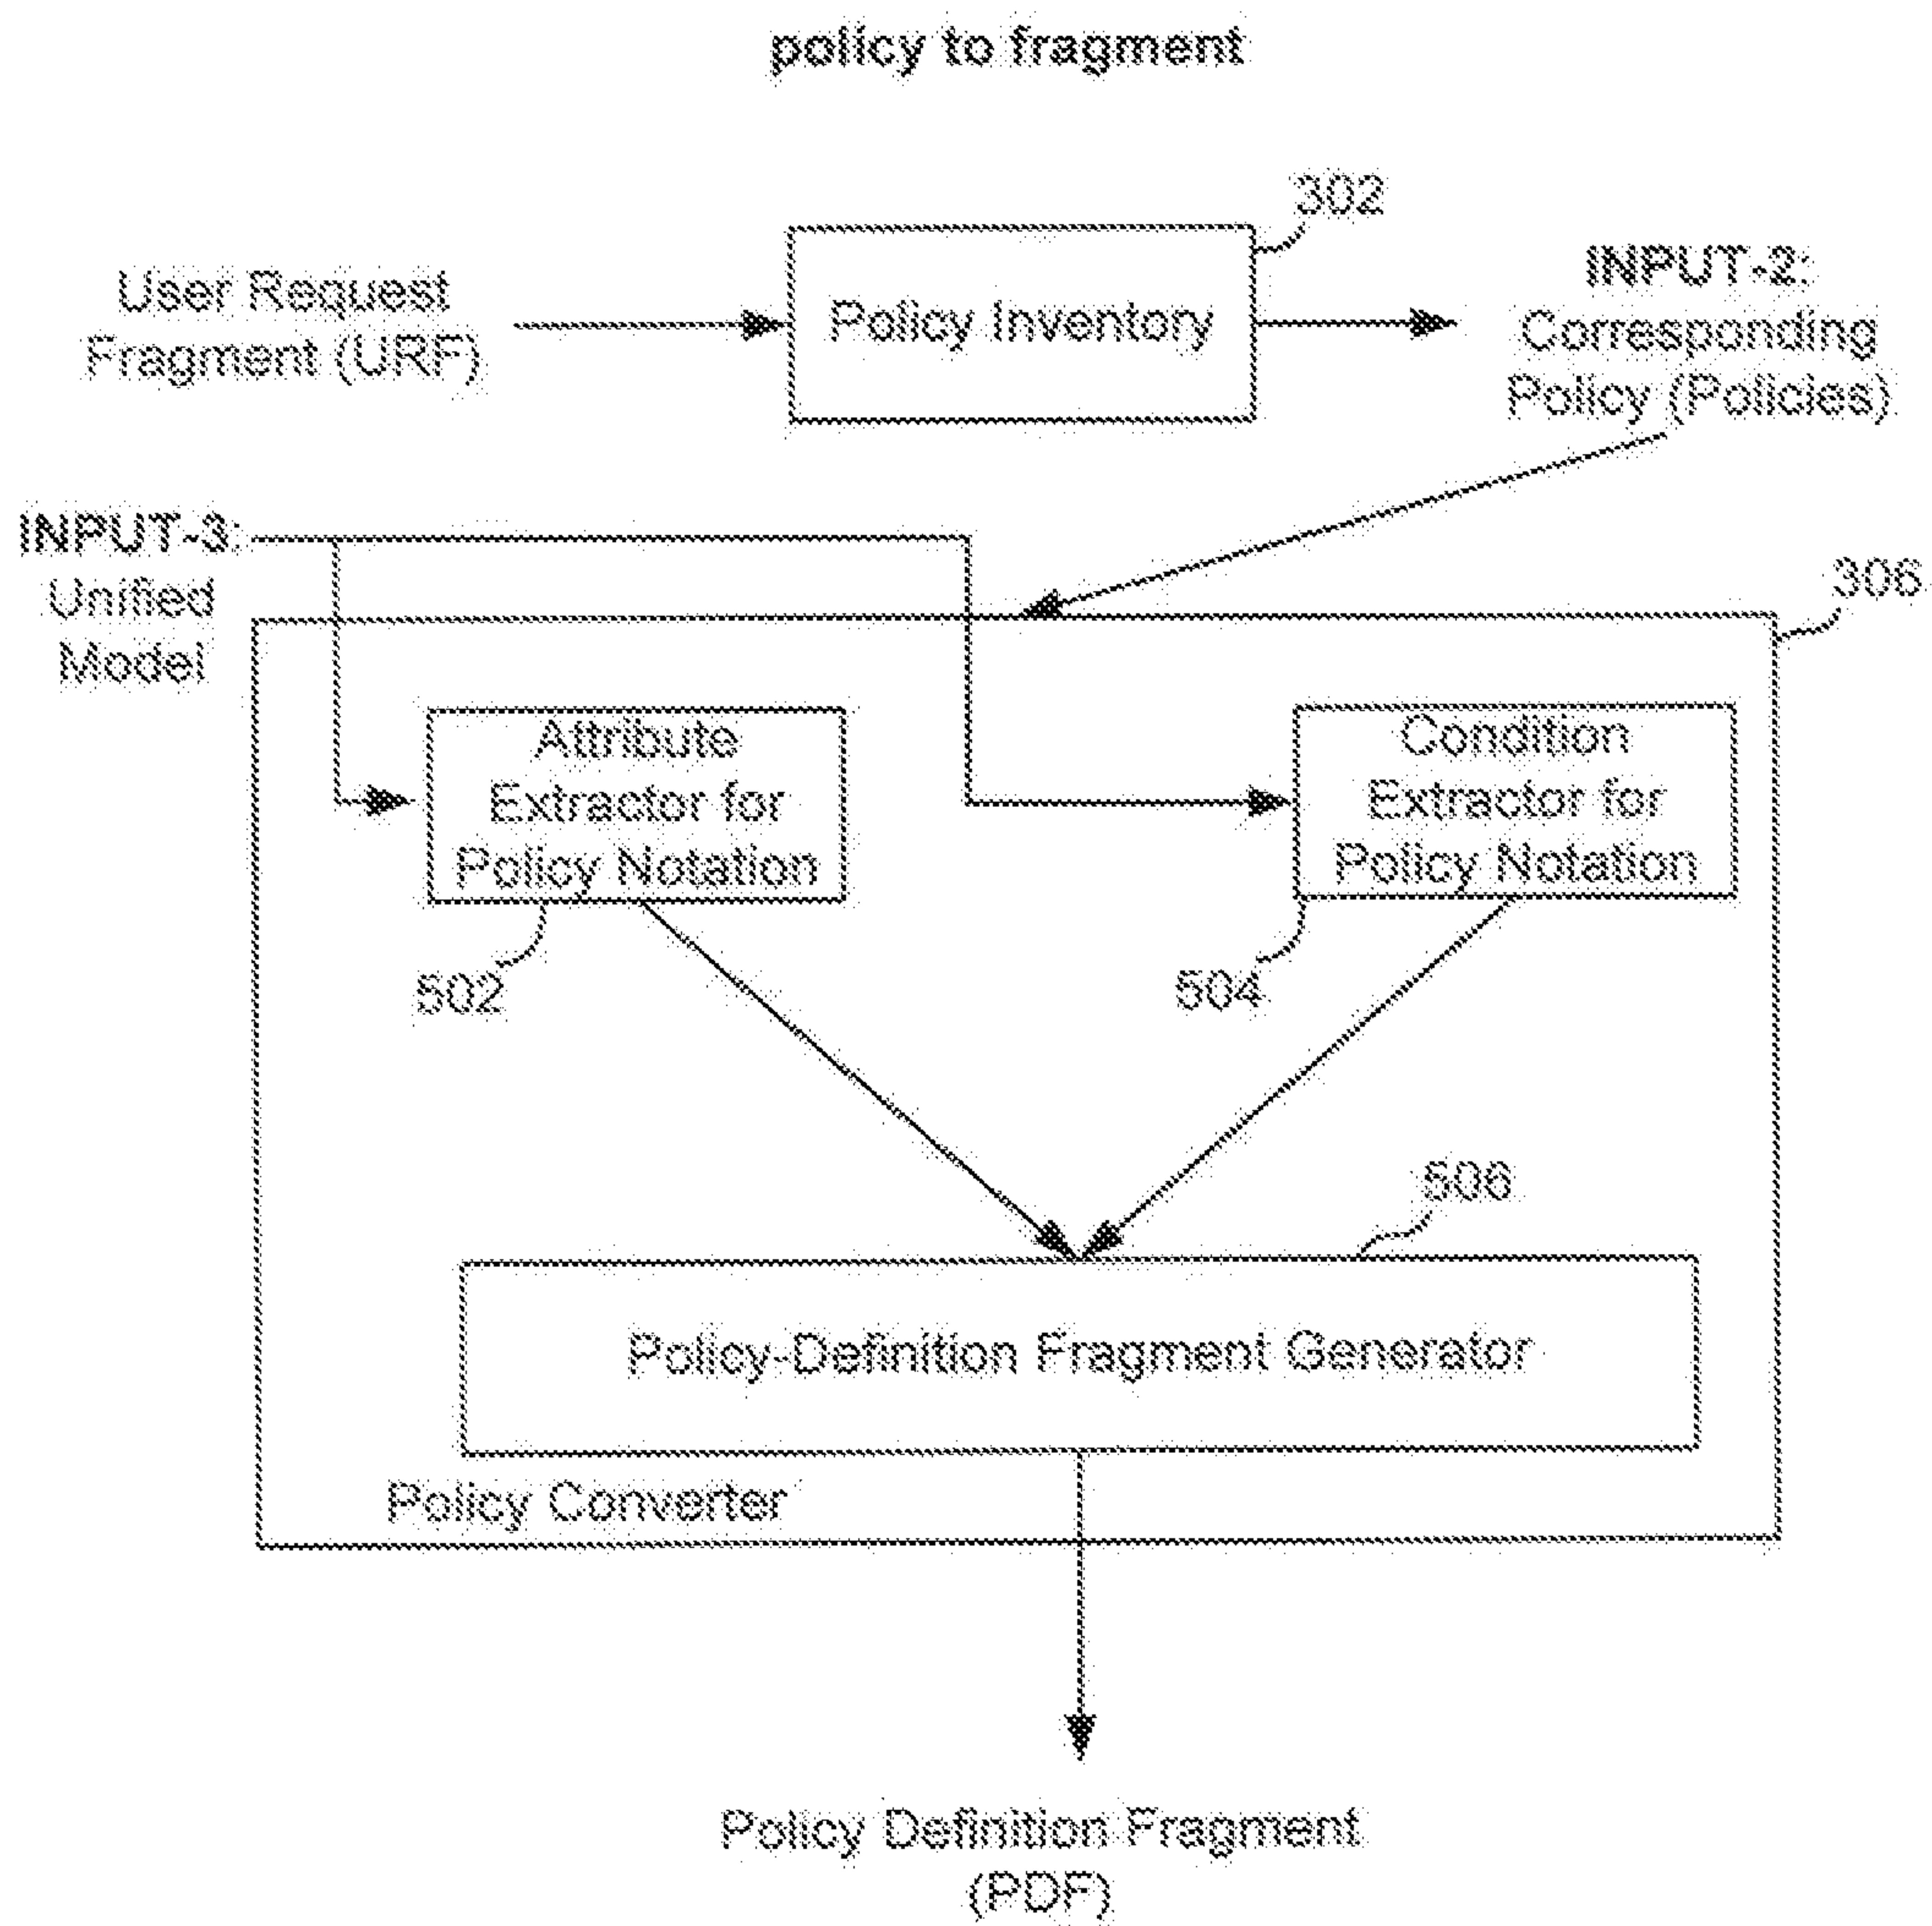 policy to fragment
302
User Request
Fragment (URF)
Policy Inventory
INPUT-2:
Corresponding
Policy (Policies)
INPUT-3:
Unified
Model
306
Attribute
Extractor for
Policy Notation
Condition
Extractor for
Policy Notation
502
504
506
Policy-Definition Fragment Generator
Policy Converter
Policy Definition Fragment
(PDF)